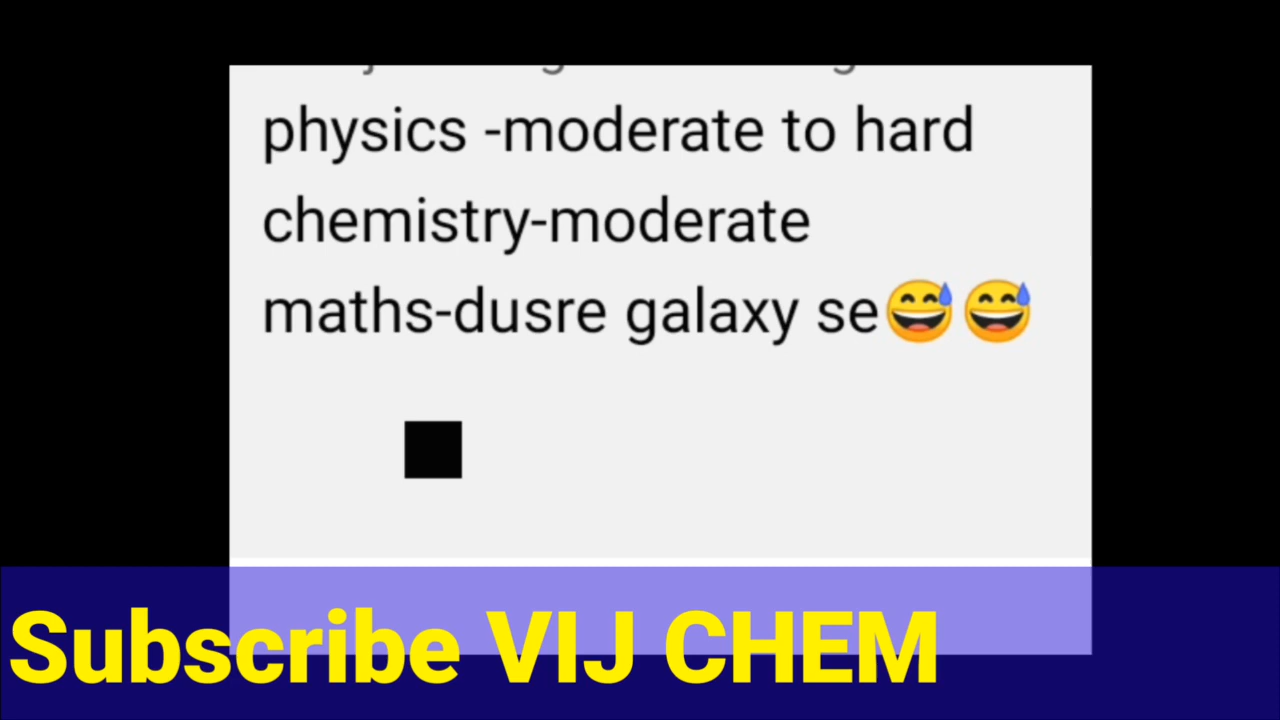 physics -moderate to hard
chemistry-moderate
maths-dusre galaxy se😅😅
Subscribe VIJ CHEM